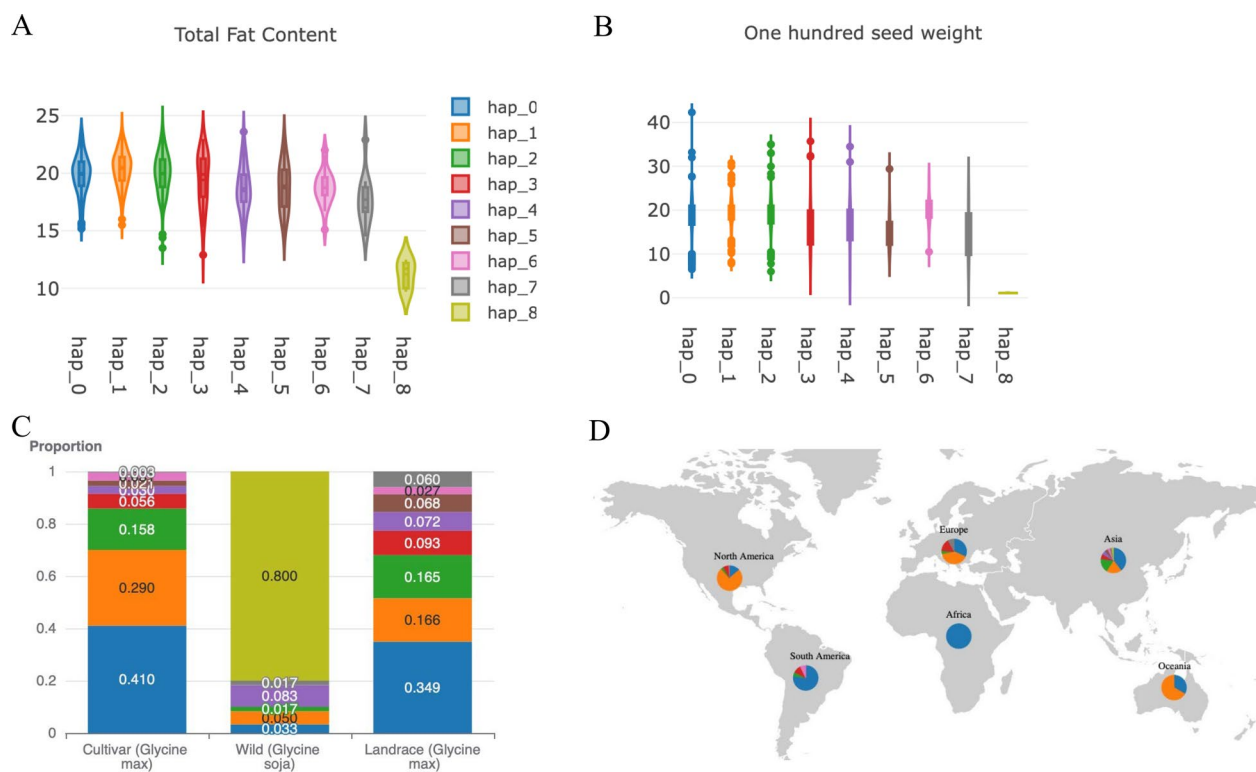 A
Total Fat Content
25
20
15
10
hap_0
hap_1
hap_2
hap_3
hap_4
hap_5
hap_6
hap_7
hap_8
hap_0
hap_1
hap_2
hap_3
hap_4
hap_5
hap_6
hap_7
hap_8
B
One hundred seed weight
40
30
20
10
0
hap_0
hap_1
hap_2
hap_3
hap_4
hap_5
hap_6
hap_7
hap_8
C
Proportion
1
0.8
0.6
0.4
0.2
0
0.003
0.021
0.030
0.056
0.158
0.290
0.410
0.800
0.017
0.083
0.017
0.050
0.033
0.060
0.027
0.068
0.072
0.093
0.165
0.166
0.349
Cultivar (Glycine
max)
Wild (Glycine
soja)
Landrace (Glycine
max)
D
North America
Europe
Asia
Africa
South America
Oceania